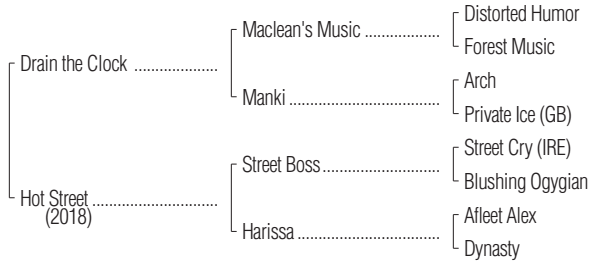 Distorted Humor
Maclean's Music ..................
Forest Music
Drain the Clock ....................
Arch
Manki ....................................
Private Ice (GB)
Street Cry (IRE)
Street Boss............................
Blushing Ogygian
Hot Street ..............................
(2018)
Afleet Alex
Harissa ..................................
Dynasty